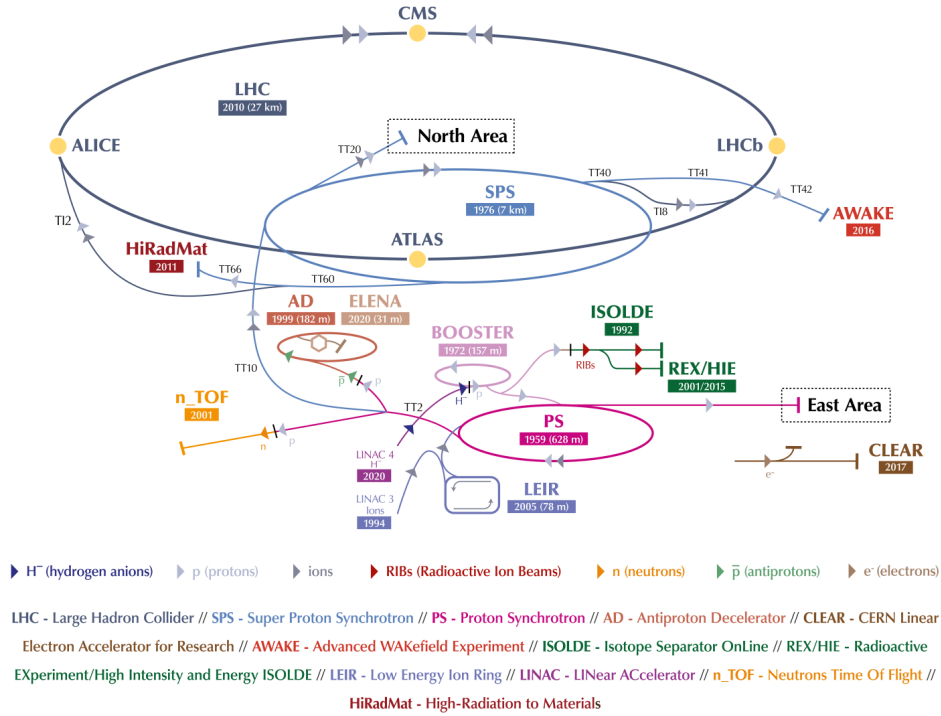 CMS
LHC
2010 (27 km)
North Area
ALICE
TT20
LHCb
TT40
TT41
SPS
1976 (7 km)
TT42
TI8
AWAKE
2016
TI2
ATLAS
HiRadMat
2011
TT66
TT60
AD
1999 (182 m)
ELENA
2020 (31 m)
ISOLDE
1992
BOOSTER
1972 (157 m)
RIBs
REX/HIE
2001/2015
TT10
p̅
p
H⁻
p
n_TOF
2001
TT2
East Area
PS
1959 (628 m)
n
p
LINAC 4
H⁻
2020
CLEAR
2017
e⁻
LINAC 3
Ions
1994
LEIR
2005 (78 m)
H⁻ (hydrogen anions)
p (protons)
ions
RIBs (Radioactive Ion Beams)
n (neutrons)
p̅ (antiprotons)
e⁻ (electrons)
LHC - Large Hadron Collider // SPS - Super Proton Synchrotron // PS - Proton Synchrotron // AD - Antiproton Decelerator // CLEAR - CERN Linear
Electron Accelerator for Research // AWAKE - Advanced WAKefield Experiment // ISOLDE - Isotope Separator OnLine // REX/HIE - Radioactive
EXperiment/High Intensity and Energy ISOLDE // LEIR - Low Energy Ion Ring // LINAC - LINear ACcelerator // n_TOF - Neutrons Time Of Flight //
HiRadMat - High-Radiation to Materials